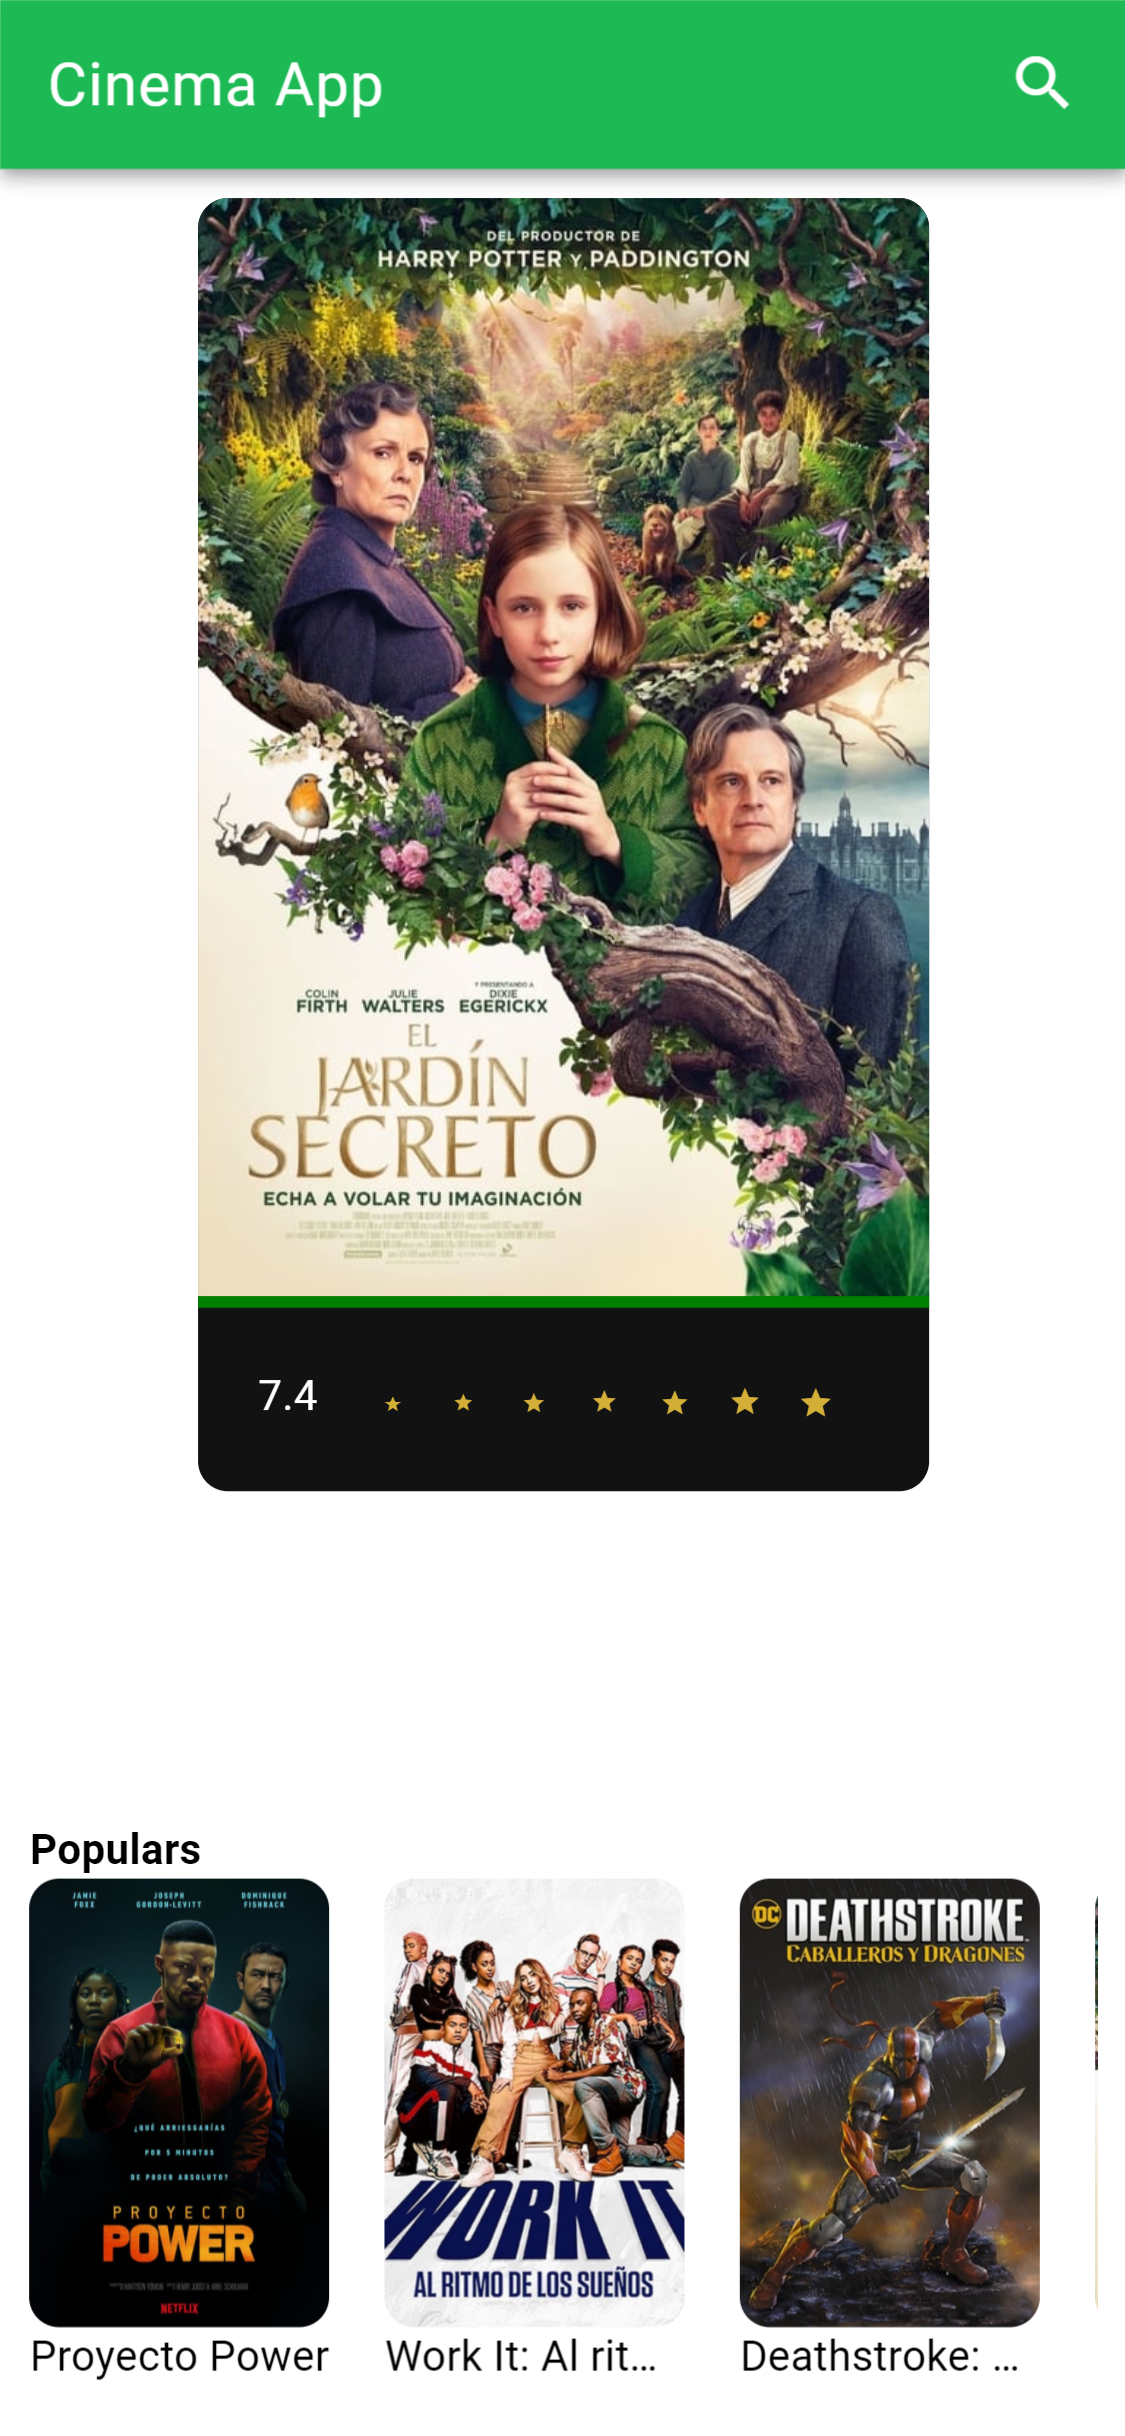 Cinema App
DEL PRODUCTOR DE
HARRY POTTER Y PADDINGTON
Y PRESENTANDO A
COLIN JULIE DIXIE
FIRTH WALTERS EGERICKX
EL
JARDÍN
SECRETO
ECHA A VOLAR TU IMAGINACIÓN
7.4
Populars
JAMIE FOXX
JOSEPH GORDON-LEVITT
DOMINIQUE FISHBACK
¿QUÉ ARRIESGARÍAS
POR 5 MINUTOS
DE PODER ABSOLUTO?
PROYECTO
POWER
NETFLIX
Proyecto Power
WORK IT
AL RITMO DE LOS SUEÑOS
Work It: Al rit...
DC
DEATHSTROKE
CABALLEROS Y DRAGONES
Deathstroke: ...